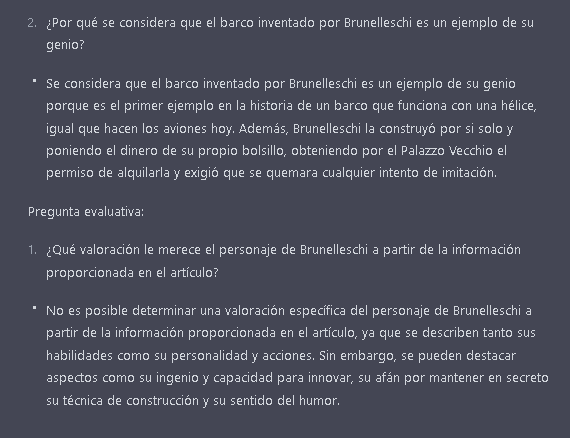 2. ¿Por qué se considera que el barco inventado por Brunelleschi es un ejemplo de su
genio?
• Se considera que el barco inventado por Brunelleschi es un ejemplo de su genio
porque es el primer ejemplo en la historia de un barco que funciona con una hélice,
igual que hacen los aviones hoy. Además, Brunelleschi la construyó por si solo y
poniendo el dinero de su propio bolsillo, obteniendo por el Palazzo Vecchio el
permiso de alquilarla y exigió que se quemara cualquier intento de imitación.
Pregunta evaluativa:
1. ¿Qué valoración le merece el personaje de Brunelleschi a partir de la información
proporcionada en el artículo?
• No es posible determinar una valoración específica del personaje de Brunelleschi a
partir de la información proporcionada en el artículo, ya que se describen tanto sus
habilidades como su personalidad y acciones. Sin embargo, se pueden destacar
aspectos como su ingenio y capacidad para innovar, su afán por mantener en secreto
su técnica de construcción y su sentido del humor.